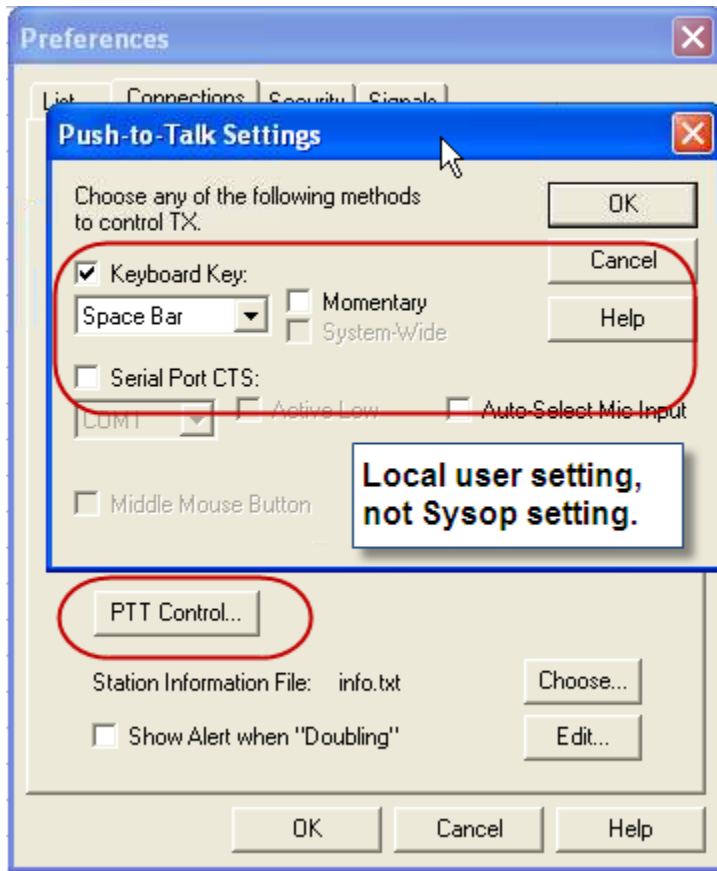 Preferences
List Connections Security Signals
Push-to-Talk Settings
Choose any of the following methods
to control TX.
OK
Cancel
Help
Keyboard Key:
Space Bar
Momentary
System-Wide
Serial Port CTS:
COM1
Active Low
Auto-Select Mic Input
Middle Mouse Button
Local user setting,
not Sysop setting.
PTT Control...
Station Information File: info.txt
Choose...
Show Alert when "Doubling"
Edit...
OK Cancel Help